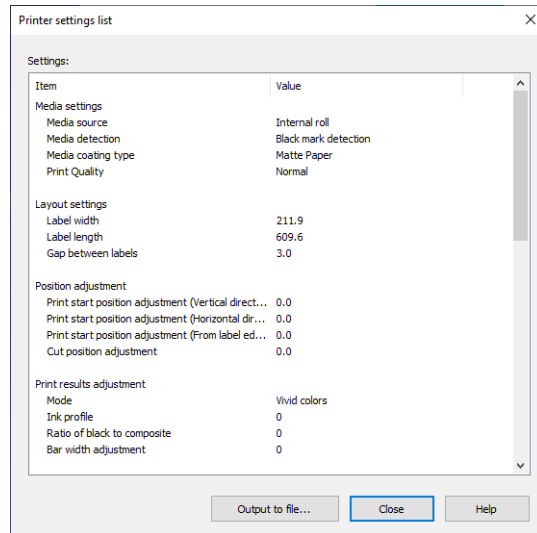 Printer settings list
Settings:
Item Value
Media settings
Media source Internal roll
Media detection Black mark detection
Media coating type Matte Paper
Print Quality Normal
Layout settings
Label width 211.9
Label length 609.6
Gap between labels 3.0
Position adjustment
Print start position adjustment (Vertical direct... 0.0
Print start position adjustment (Horizontal dir... 0.0
Print start position adjustment (From label ed... 0.0
Cut position adjustment 0.0
Print results adjustment
Mode Vivid colors
Ink profile 0
Ratio of black to composite 0
Bar width adjustment 0
Output to file... Close Help